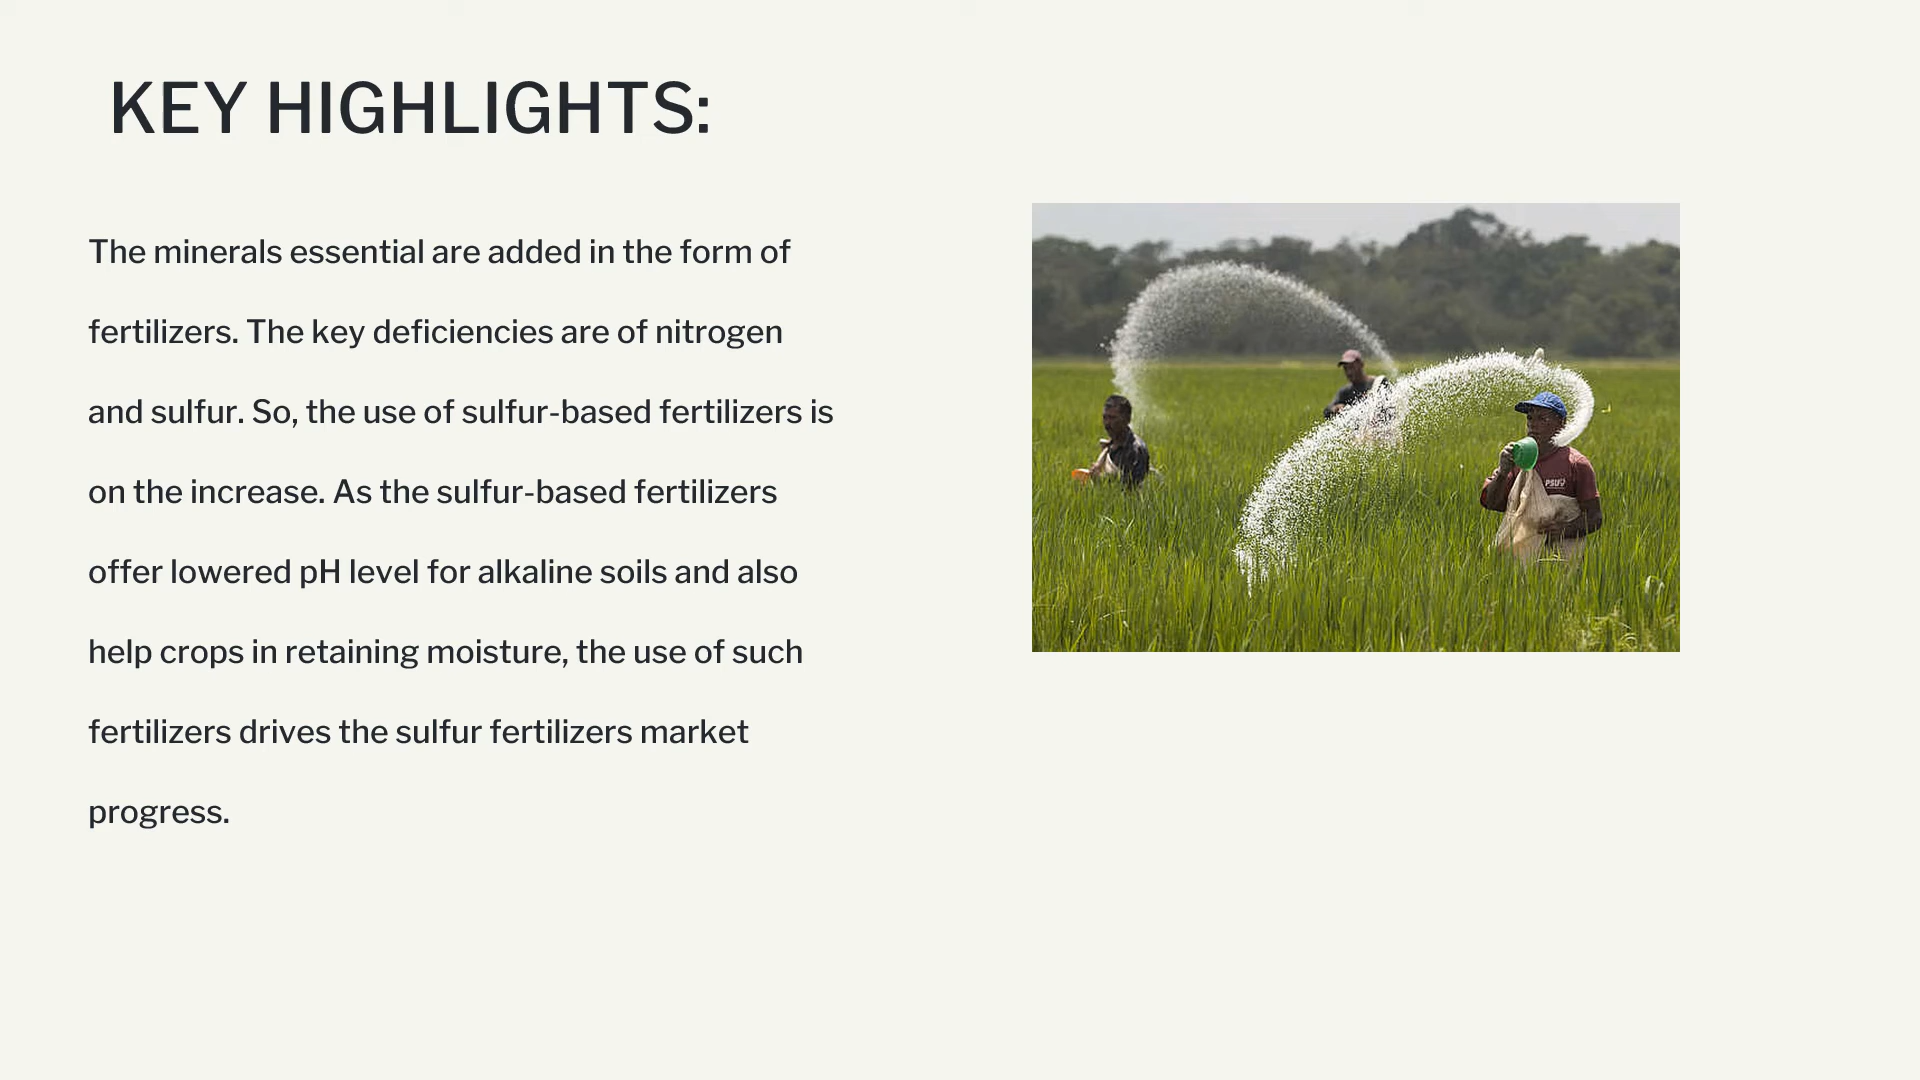 KEY HIGHLIGHTS:
The minerals essential are added in the form of
fertilizers. The key deficiencies are of nitrogen
and sulfur. So, the use of sulfur-based fertilizers is
on the increase. As the sulfur-based fertilizers
offer lowered pH level for alkaline soils and also
help crops in retaining moisture, the use of such
fertilizers drives the sulfur fertilizers market
progress.